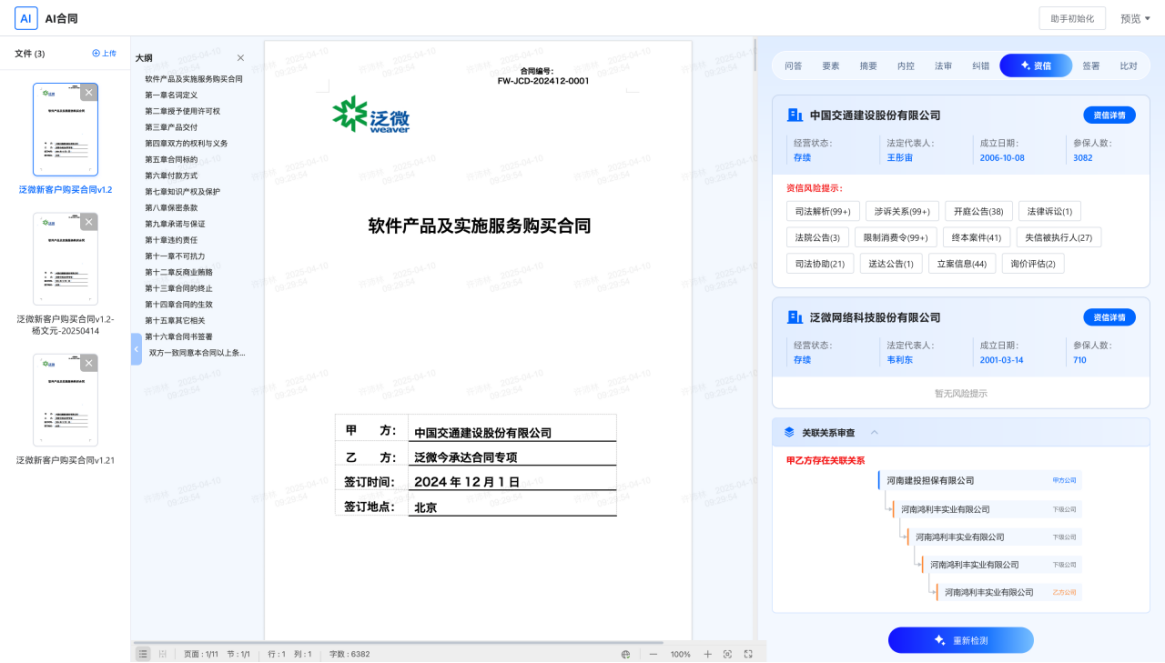 AI AI合同
助手初始化 预览
文件 (3) 上传
泛微新客户购买合同v1.2
泛微新客户购买合同v1.2-
杨文元-20250414
泛微新客户购买合同v1.21
大纲
软件产品及实施服务购买合同
第一章名词定义
第二章授予使用许可权
第三章产品交付
第四章双方的权利与义务
第五章合同标的
第六章付款方式
第七章知识产权及保护
第八章保密条款
第九章承诺与保证
第十章违约责任
第十一章不可抗力
第十二章反商业贿赂
第十三章合同的终止
第十四章合同的生效
第十五章其它相关
第十六章合同书签署
双方一致同意本合同以上条...
合同编号：
FW-JCD-202412-0001
泛微
weaver
软件产品及实施服务购买合同
甲 方： 中国交通建设股份有限公司
乙 方： 泛微今承达合同专项
签订时间： 2024 年 12 月 1 日
签订地点： 北京
2025-04-10
09:29:54
页面 : 1/11 节 : 1/1 行 : 1 列 : 1 字数 : 6382
100%
问答 要素 摘要 内控 法审 纠错 资信 签署 比对
中国交通建设股份有限公司 资信详情
经营状态： 法定代表人： 成立日期： 参保人数：
存续 王彤宙 2006-10-08 3082
资信风险提示：
司法解析(99+) 涉诉关系(99+) 开庭公告(38) 法律诉讼(1)
法院公告(3) 限制消费令(99+) 终本案件(41) 失信被执行人(27)
司法协助(21) 送达公告(1) 立案信息(44) 询价评估(2)
泛微网络科技股份有限公司 资信详情
经营状态： 法定代表人： 成立日期： 参保人数：
存续 韦利东 2001-03-14 710
暂无风险提示
关联关系审查
甲乙方存在关联关系
河南建投担保有限公司 甲方公司
河南鸿利丰实业有限公司 下级公司
河南鸿利丰实业有限公司 下级公司
河南鸿利丰实业有限公司 下级公司
河南鸿利丰实业有限公司 乙方公司
重新检测